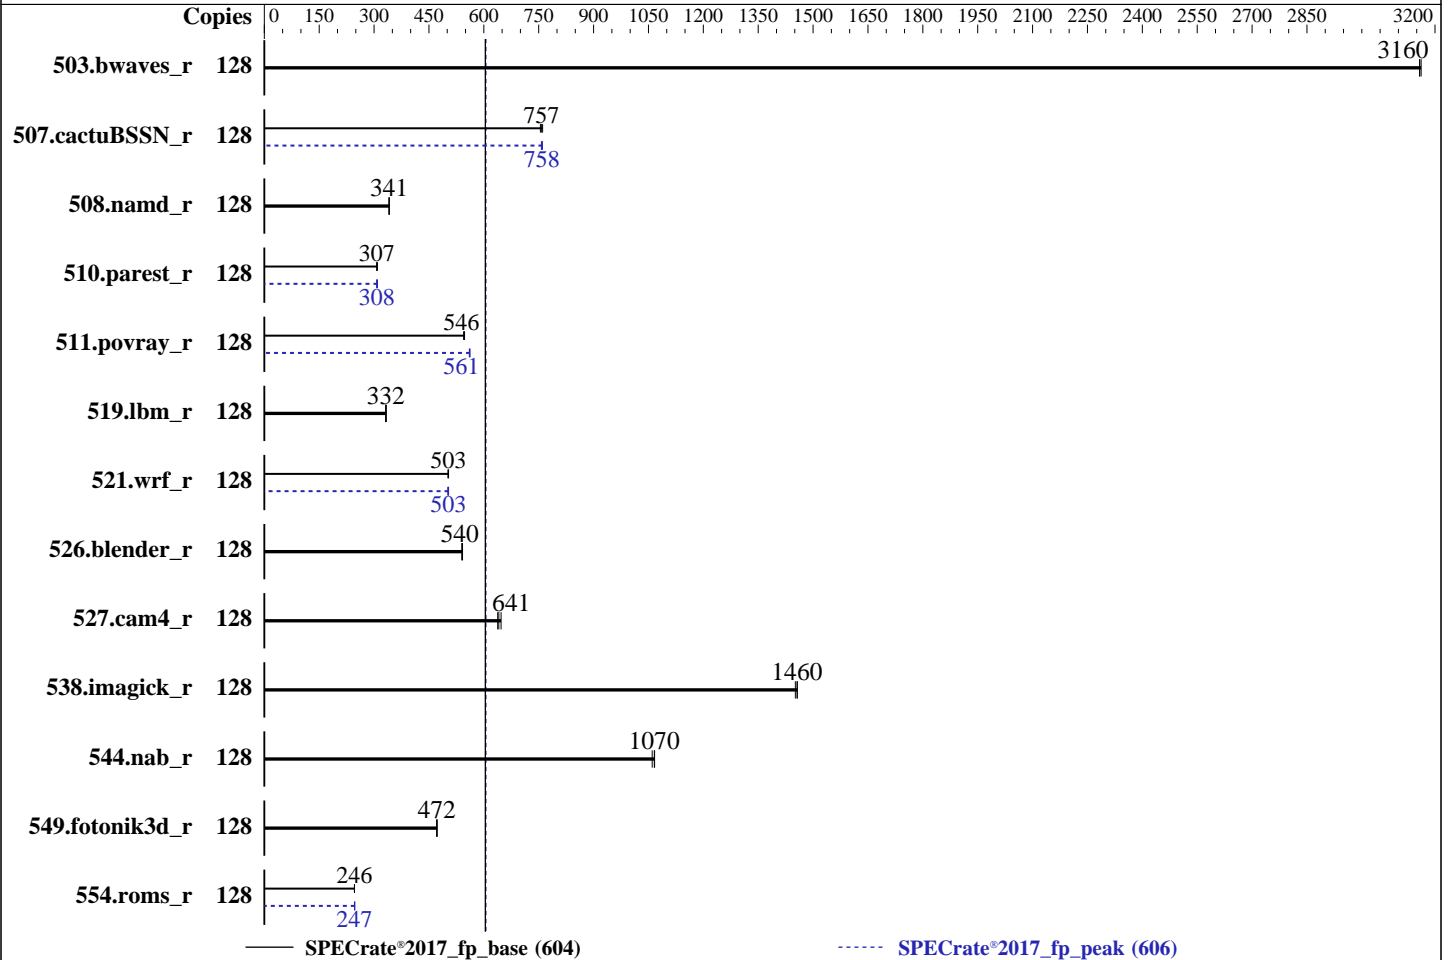 Copies 0 150 300 450 600 750 900 1050 1200 1350 1500 1650 1800 1950 2100 2250 2400 2550 2700 2850 3200
503.bwaves_r 128 3160
507.cactuBSSN_r 128 757
758
508.namd_r 128 341
510.parest_r 128 307
308
511.povray_r 128 546
561
519.lbm_r 128 332
521.wrf_r 128 503
503
526.blender_r 128 540
527.cam4_r 128 641
538.imagick_r 128 1460
544.nab_r 128 1070
549.fotonik3d_r 128 472
554.roms_r 128 246
247
SPECrate®2017_fp_base (604) SPECrate®2017_fp_peak (606)